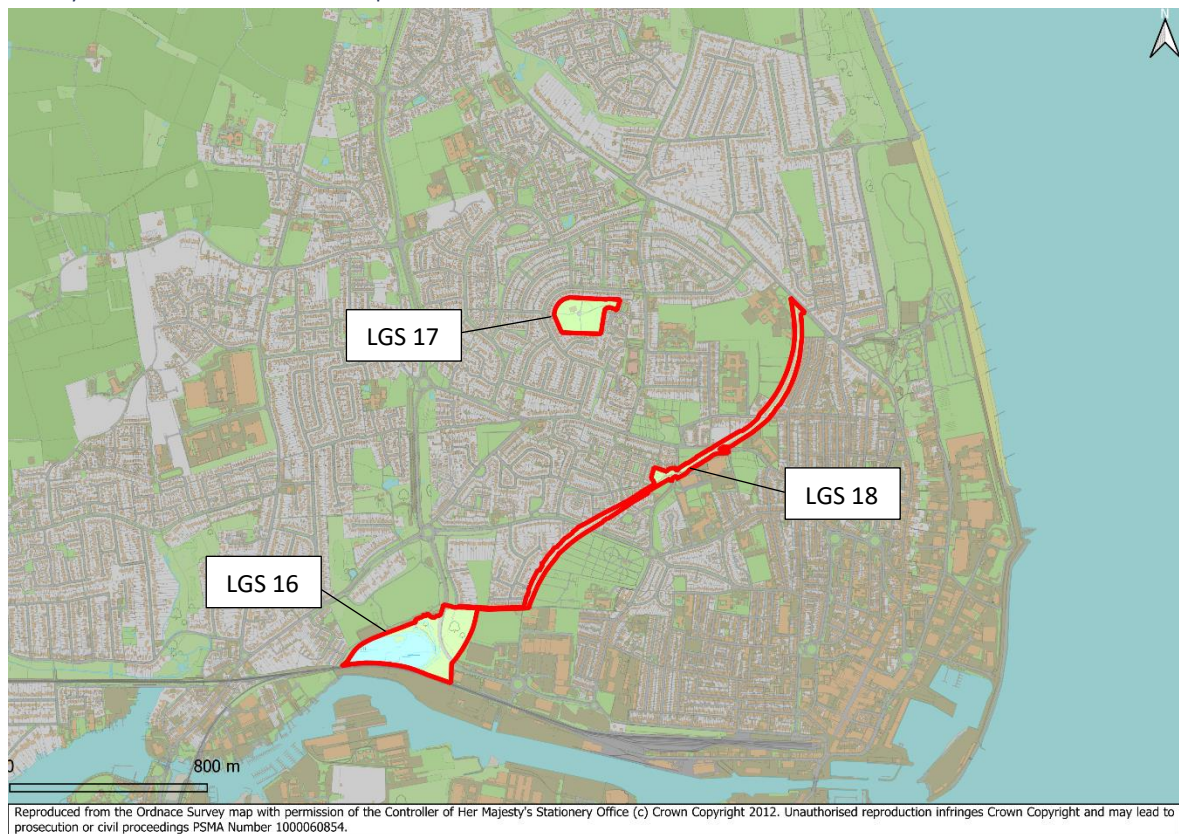 N
LGS 17
LGS 18
LGS 16
0
800 m
Reproduced from the Ordnace Survey map with permission of the Controller of Her Majesty's Stationery Office (c) Crown Copyright 2012. Unauthorised reproduction infringes Crown Copyright and may lead to
prosecution or civil proceedings PSMA Number 1000060854.